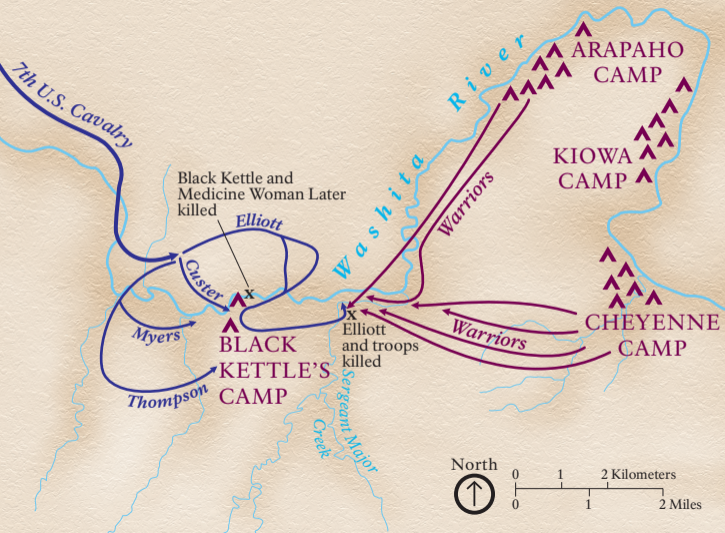 7th U.S. Cavalry
Washita River
ARAPAHO
CAMP
KIOWA
CAMP
Black Kettle and
Medicine Woman Later
killed
x
Elliott
Custer
Warriors
Myers
Thompson
BLACK
KETTLE'S
CAMP
x
Elliott
and troops
killed
Warriors
CHEYENNE
CAMP
Sergeant Major
Creek
North
0 1 2 Kilometers
0 1 2 Miles